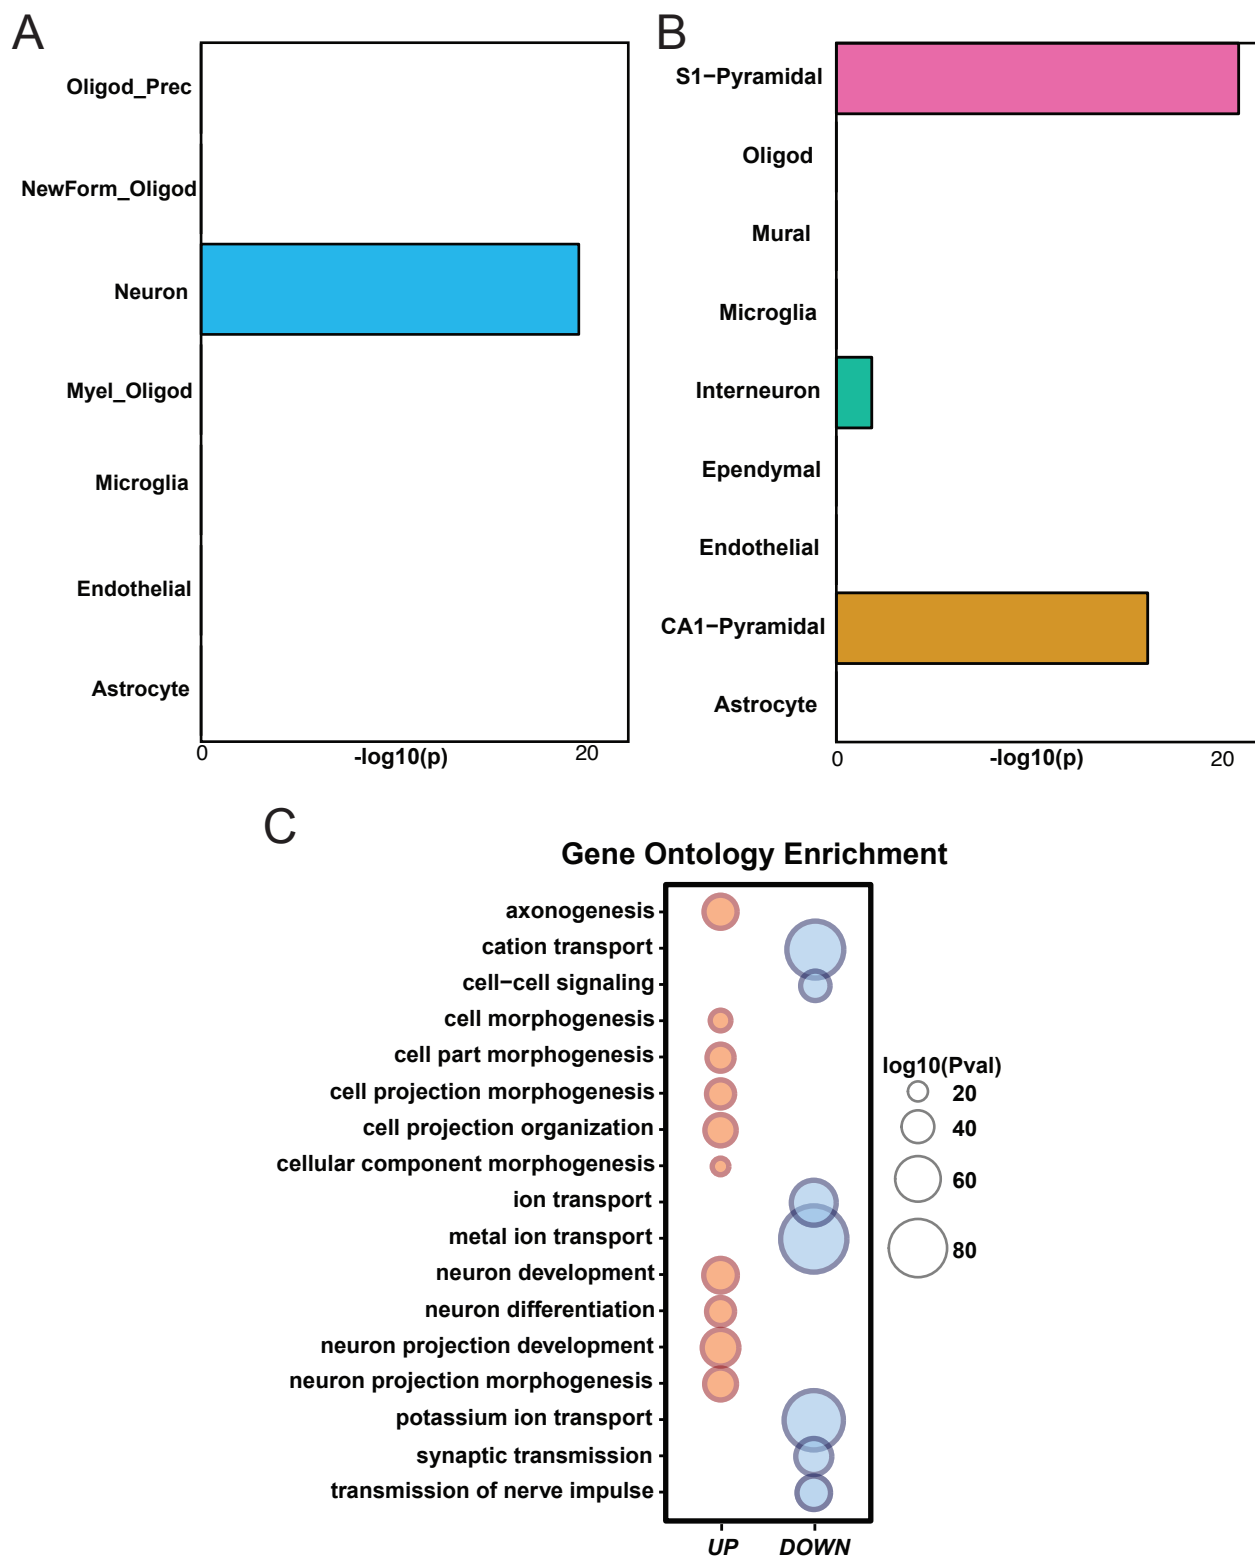 A
Oligod_Prec
NewForm_Oligod
Neuron
Myel_Oligod
Microglia
Endothelial
Astrocyte
0
-log10(p)
20
B
S1−Pyramidal
Oligod
Mural
Microglia
Interneuron
Ependymal
Endothelial
CA1−Pyramidal
Astrocyte
0
-log10(p)
20
C
Gene Ontology Enrichment
axonogenesis
cation transport
cell−cell signaling
cell morphogenesis
cell part morphogenesis
cell projection morphogenesis
cell projection organization
cellular component morphogenesis
ion transport
metal ion transport
neuron development
neuron differentiation
neuron projection development
neuron projection morphogenesis
potassium ion transport
synaptic transmission
transmission of nerve impulse
UP DOWN
log10(Pval)
20
40
60
80